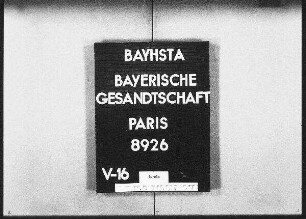 BAYHSTA
BAYERISCHE
GESANDTSCHAFT
PARIS
8926
V-16